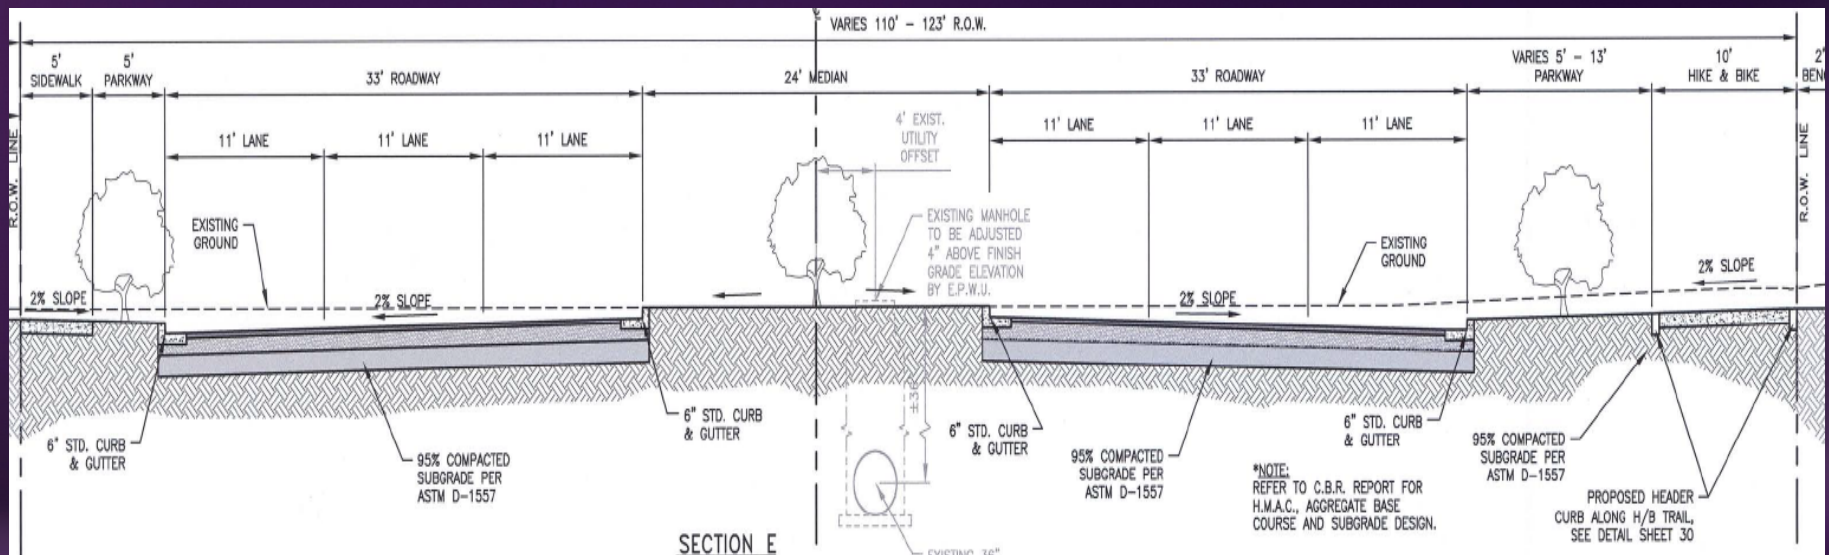 VARIES 110' - 123' R.O.W.
5'
SIDEWALK
5'
PARKWAY
33' ROADWAY
24' MEDIAN
33' ROADWAY
VARIES 5' - 13'
PARKWAY
10'
HIKE & BIKE
2'
11' LANE
11' LANE
11' LANE
4' EXIST.
UTILITY
OFFSET
11' LANE
11' LANE
11' LANE
R.O.W. LINE
R.O.W. LINE
EXISTING
GROUND
EXISTING MANHOLE
TO BE ADJUSTED
4" ABOVE FINISH
GRADE ELEVATION
BY E.P.W.U.
EXISTING
GROUND
2% SLOPE
2% SLOPE
2% SLOPE
2% SLOPE
6" STD. CURB
& GUTTER
95% COMPACTED
SUBGRADE PER
ASTM D-1557
6" STD. CURB
& GUTTER
6" STD. CURB
& GUTTER
95% COMPACTED
SUBGRADE PER
ASTM D-1557
6" STD. CURB
& GUTTER
*NOTE:
REFER TO C.B.R. REPORT FOR
H.M.A.C., AGGREGATE BASE
COURSE AND SUBGRADE DESIGN.
95% COMPACTED
SUBGRADE PER
ASTM D-1557
PROPOSED HEADER
CURB ALONG H/B TRAIL,
SEE DETAIL SHEET 30
SECTION E
EXISTING 36"